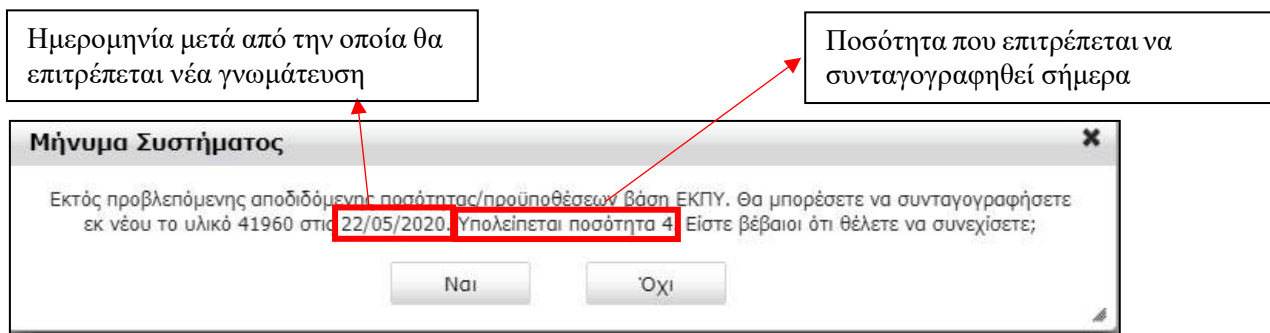 Ημερομηνία μετά από την οποία θα
επιτρέπεται νέα γνωμάτευση
Ποσότητα που επιτρέπεται να
συνταγογραφηθεί σήμερα
Μήνυμα Συστήματος
Εκτός προβλεπόμενης αποδιδόμενης ποσότητας/προϋποθέσεων βάση ΕΚΠΥ. Θα μπορέσετε να συνταγογραφήσετε
εκ νέου το υλικό 41960 στις 22/05/2020. Υπολείπεται ποσότητα 4. Είστε βέβαιοι ότι θέλετε να συνεχίσετε;
Ναι
Όχι